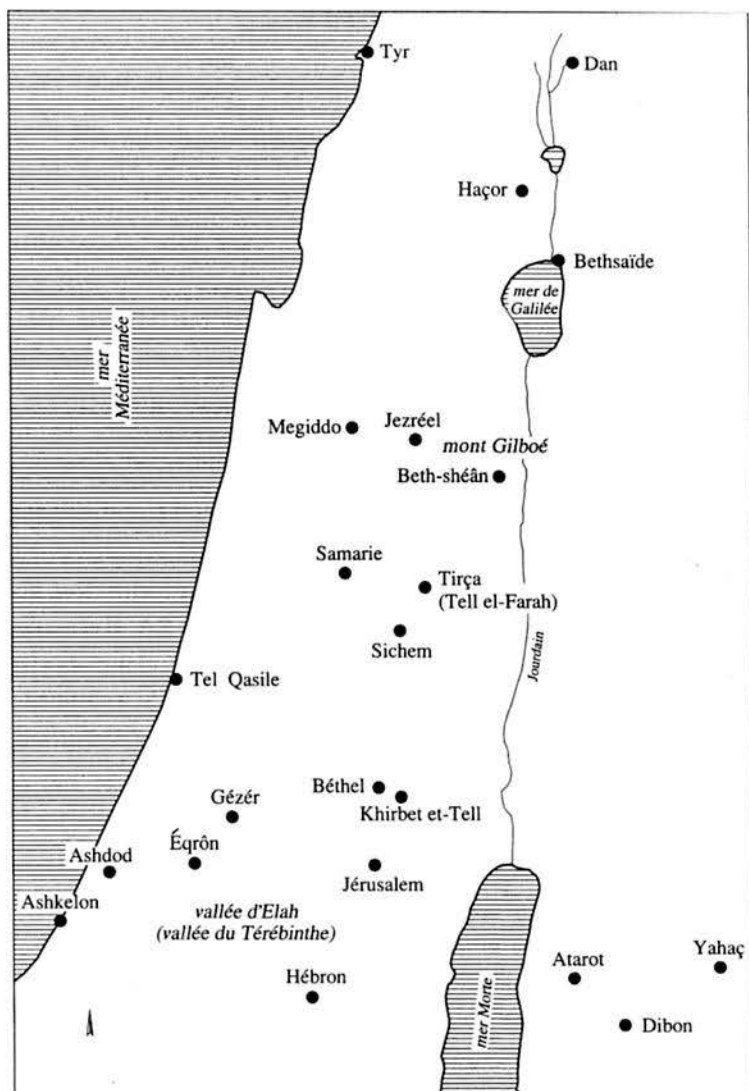 Tyr
Dan
Haçor
Bethsaïde
mer de
Galilée
mer
Méditerranée
Megiddo
Jezréel
mont Gilboé
Beth-shéân
Samarie
Tirça
(Tell el-Farah)
Sichem
Jourdain
Tel Qasile
Béthel
Khirbet et-Tell
Gézér
Éqrôn
Ashdod
Jérusalem
Ashkelon
vallée d'Elah
(vallée du Térébinthe)
Hébron
mer Morte
Atarot
Yahaç
Dibon